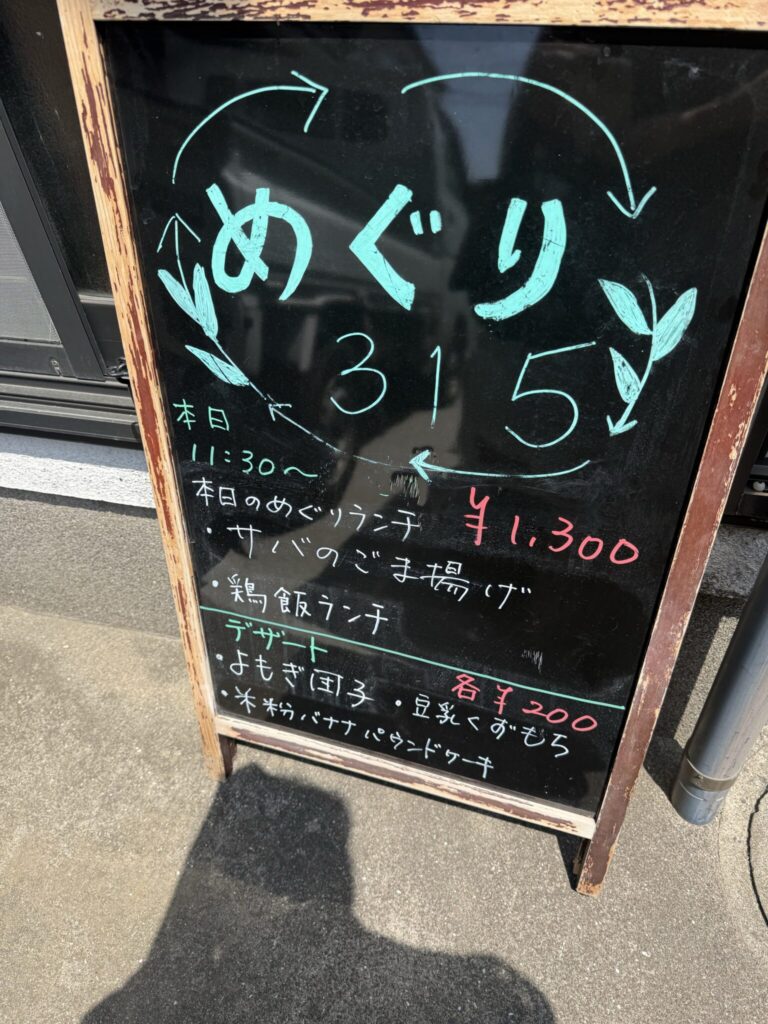 めぐり
315
本日
11:30～
本日のめぐりランチ ¥1,300
・サバのごま揚げ
・鶏飯ランチ
デザート 各¥200
・よもぎ団子 ・豆乳くずもち
・米粉バナナパウンドケーキ